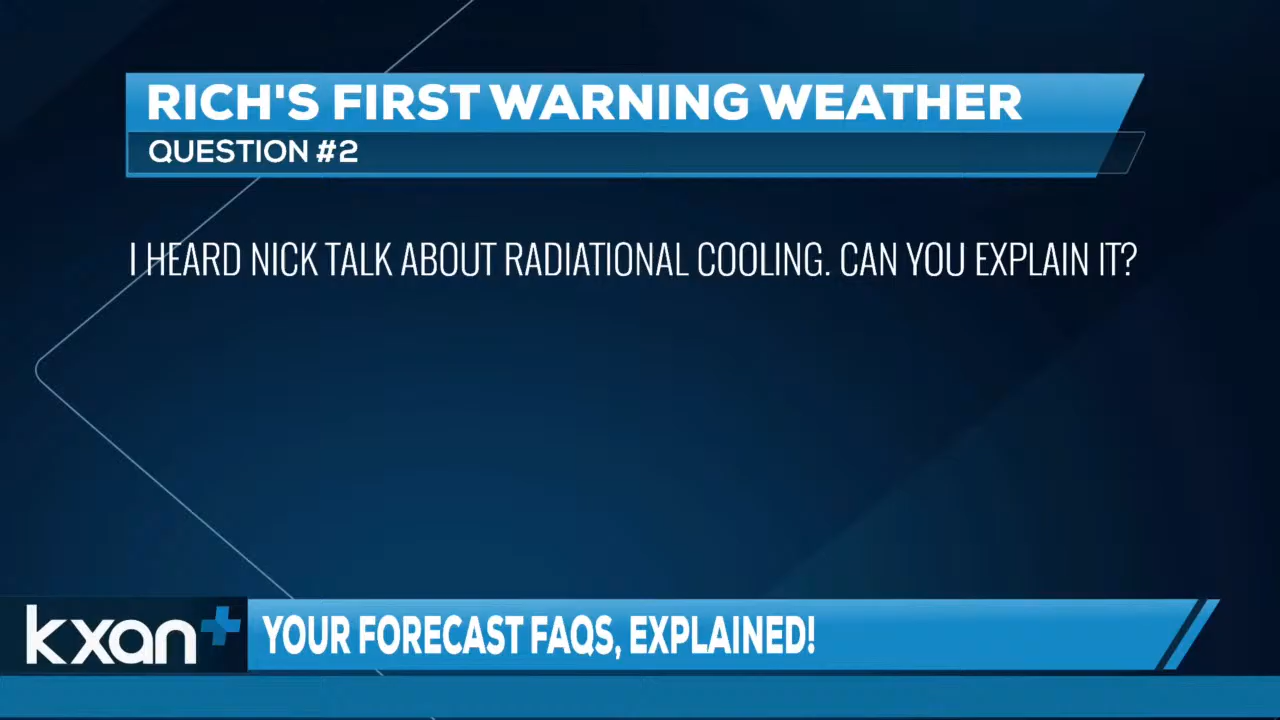 RICH'S FIRST WARNING WEATHER
QUESTION #2
I HEARD NICK TALK ABOUT RADIATIONAL COOLING. CAN YOU EXPLAIN IT?
kxan+
YOUR FORECAST FAQS, EXPLAINED!